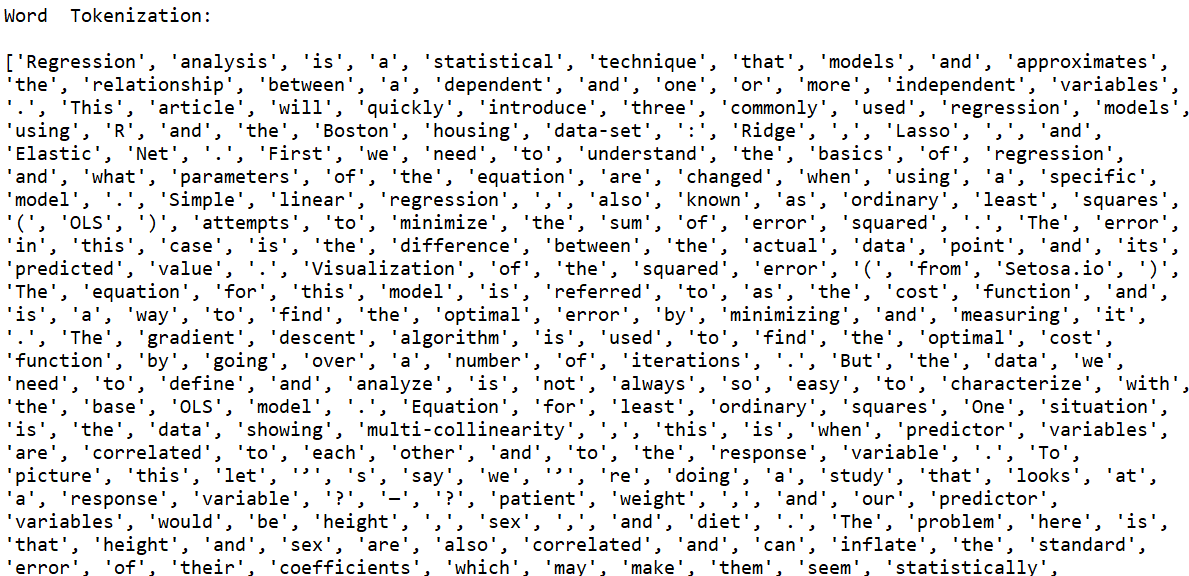 Word  Tokenization:
['Regression', 'analysis', 'is', 'a', 'statistical', 'technique', 'that', 'models', 'and', 'approximates',
'the', 'relationship', 'between', 'a', 'dependent', 'and', 'one', 'or', 'more', 'independent', 'variables',
'.', 'This', 'article', 'will', 'quickly', 'introduce', 'three', 'commonly', 'used', 'regression', 'models',
'using', 'R', 'and', 'the', 'Boston', 'housing', 'data-set', ':', 'Ridge', ',', 'Lasso', ',', 'and',
'Elastic', 'Net', '.', 'First', 'we', 'need', 'to', 'understand', 'the', 'basics', 'of', 'regression',
'and', 'what', 'parameters', 'of', 'the', 'equation', 'are', 'changed', 'when', 'using', 'a', 'specific',
'model', '.', 'Simple', 'linear', 'regression', ',', 'also', 'known', 'as', 'ordinary', 'least', 'squares',
'(', 'OLS', ')', 'attempts', 'to', 'minimize', 'the', 'sum', 'of', 'error', 'squared', '.', 'The', 'error',
'in', 'this', 'case', 'is', 'the', 'difference', 'between', 'the', 'actual', 'data', 'point', 'and', 'its',
'predicted', 'value', '.', 'Visualization', 'of', 'the', 'squared', 'error', '(', 'from', 'Setosa.io', ')',
'The', 'equation', 'for', 'this', 'model', 'is', 'referred', 'to', 'as', 'the', 'cost', 'function', 'and',
'is', 'a', 'way', 'to', 'find', 'the', 'optimal', 'error', 'by', 'minimizing', 'and', 'measuring', 'it',
'.', 'The', 'gradient', 'descent', 'algorithm', 'is', 'used', 'to', 'find', 'the', 'optimal', 'cost',
'function', 'by', 'going', 'over', 'a', 'number', 'of', 'iterations', '.', 'But', 'the', 'data', 'we',
'need', 'to', 'define', 'and', 'analyze', 'is', 'not', 'always', 'so', 'easy', 'to', 'characterize', 'with',
'the', 'base', 'OLS', 'model', '.', 'Equation', 'for', 'least', 'ordinary', 'squares', 'One', 'situation',
'is', 'the', 'data', 'showing', 'multi-collinearity', ',', 'this', 'is', 'when', 'predictor', 'variables',
'are', 'correlated', 'to', 'each', 'other', 'and', 'to', 'the', 'response', 'variable', '.', 'To',
'picture', 'this', 'let', '’', 's', 'say', 'we', '’', 're', 'doing', 'a', 'study', 'that', 'looks', 'at',
'a', 'response', 'variable', '?', '—', '?', 'patient', 'weight', ',', 'and', 'our', 'predictor',
'variables', 'would', 'be', 'height', ',', 'sex', ',', 'and', 'diet', '.', 'The', 'problem', 'here', 'is',
'that', 'height', 'and', 'sex', 'are', 'also', 'correlated', 'and', 'can', 'inflate', 'the', 'standard',
'error', 'of', 'their', 'coefficients', 'which', 'may', 'make', 'them', 'seem', 'statistically',